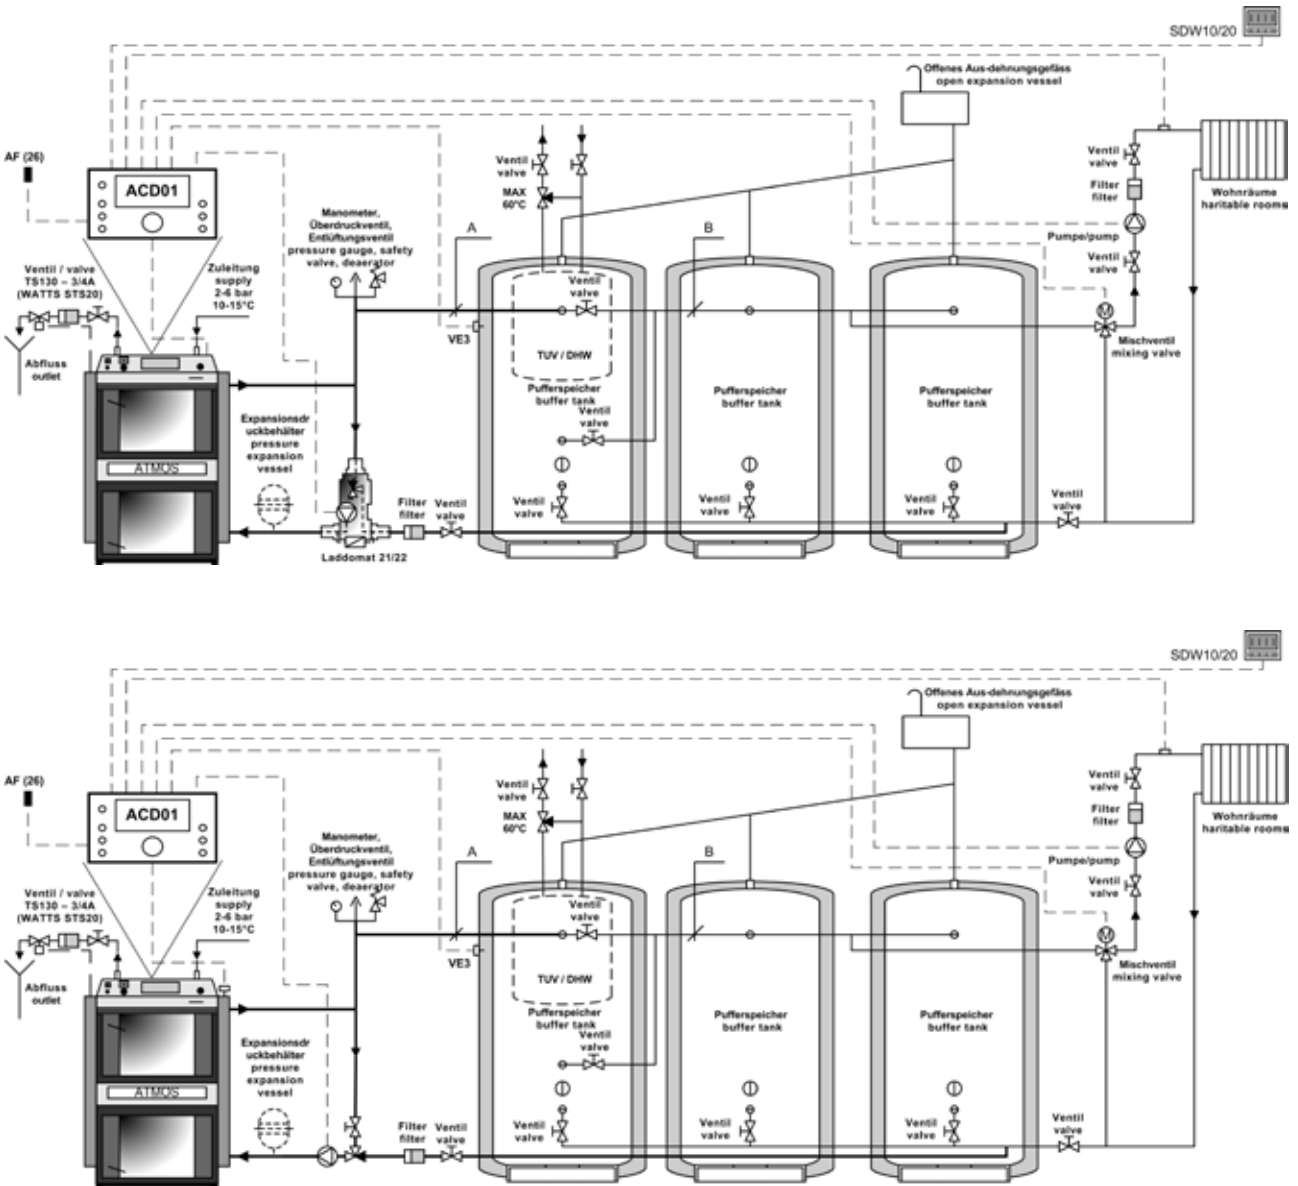 SDW10/20
Offenes Aus-dehnungsgefäss
open expansion vessel
AF (26)
ACD01
Ventil
valve
MAX
60°C
Ventil
valve
Filter
filter
Wohnräume
haritable rooms
Pumpe/pump
Ventil
valve
Manometer,
Überdruckventil,
Entlüftungsventil
pressure gauge, safety
valve, deaerator
A
B
Ventil / valve
TS130 – 3/4A
(WATTS STS20)
Zuleitung
supply
2-6 bar
10-15°C
Ventil
valve
M
VE3
Mischventil
mixing valve
Abfluss
outlet
TUV / DHW
Pufferspeicher
buffer tank
Pufferspeicher
buffer tank
Pufferspeicher
buffer tank
Expansionsdr
uckbehälter
pressure
expansion
vessel
Ventil
valve
ATMOS
Filter
filter
Ventil
valve
Ventil
valve
Ventil
valve
Ventil
valve
Ventil
valve
Laddomat 21/22
SDW10/20
Offenes Aus-dehnungsgefäss
open expansion vessel
AF (26)
ACD01
Ventil
valve
MAX
60°C
Ventil
valve
Filter
filter
Wohnräume
haritable rooms
Pumpe/pump
Ventil
valve
Manometer,
Überdruckventil,
Entlüftungsventil
pressure gauge, safety
valve, deaerator
A
B
Ventil / valve
TS130 – 3/4A
(WATTS STS20)
Zuleitung
supply
2-6 bar
10-15°C
Ventil
valve
M
VE3
Mischventil
mixing valve
Abfluss
outlet
TUV / DHW
Pufferspeicher
buffer tank
Pufferspeicher
buffer tank
Pufferspeicher
buffer tank
Expansionsdr
uckbehälter
pressure
expansion
vessel
Ventil
valve
ATMOS
Filter
filter
Ventil
valve
Ventil
valve
Ventil
valve
Ventil
valve
Ventil
valve